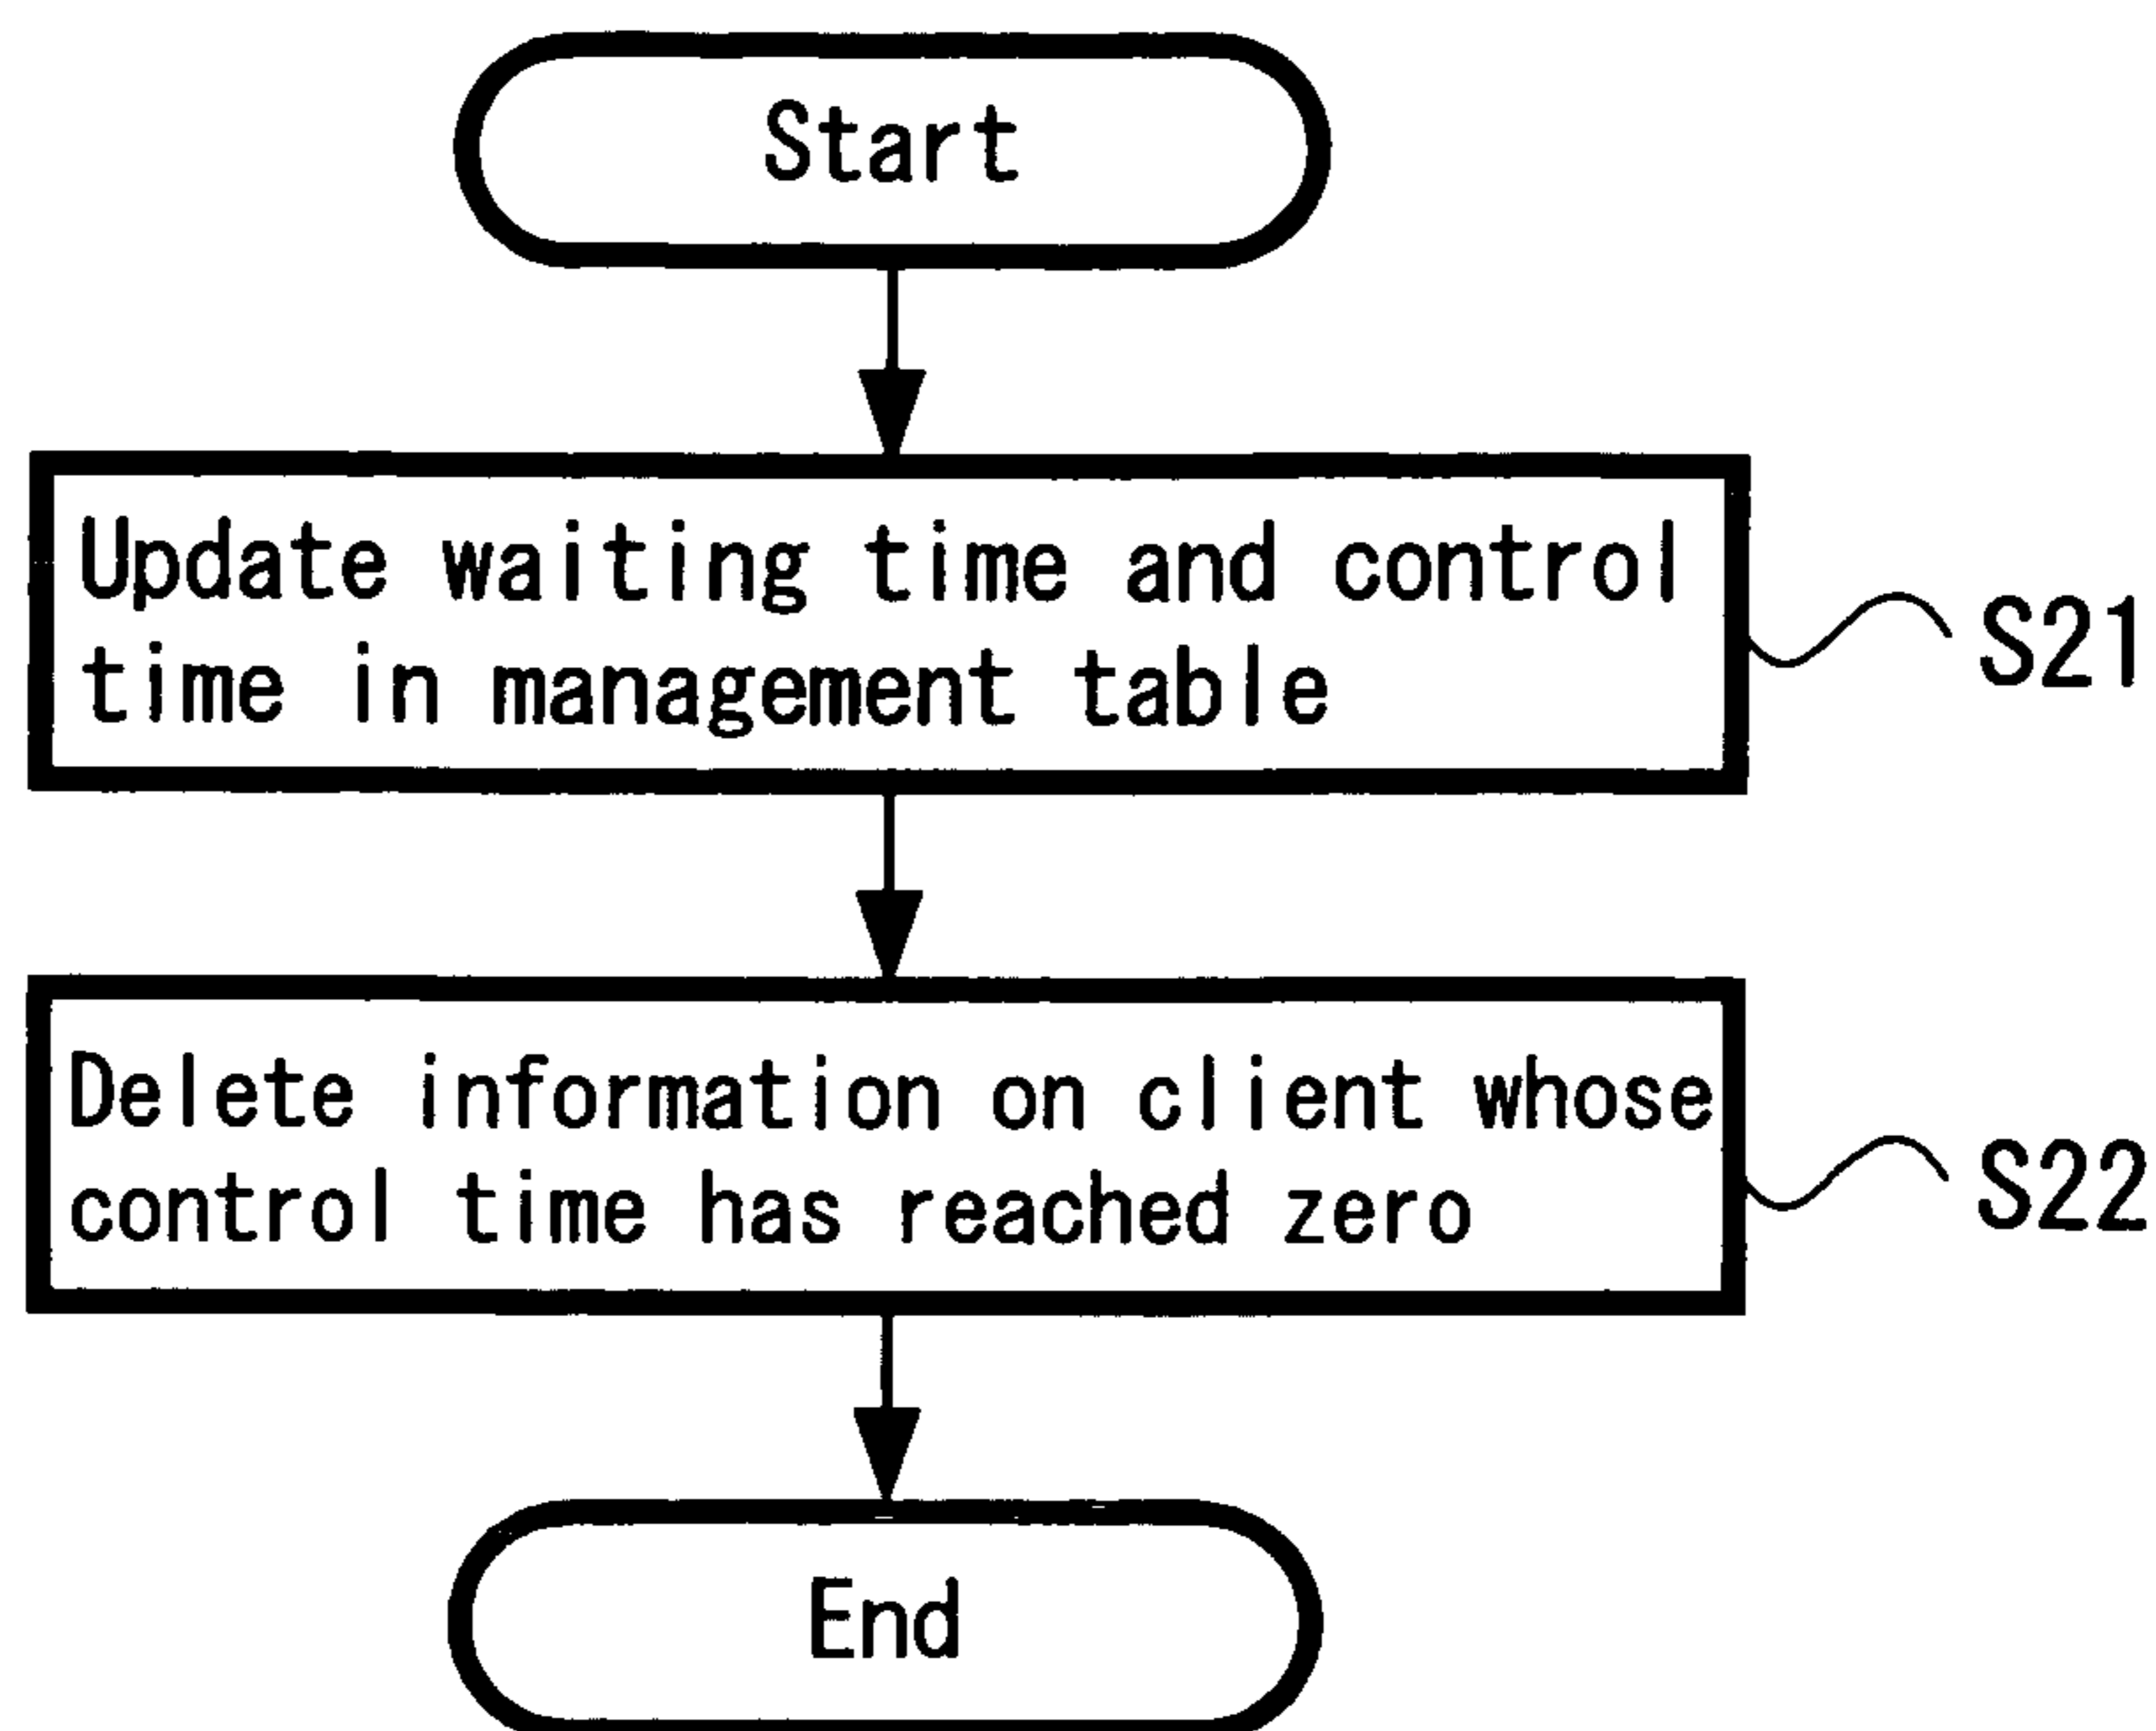 Start
Update waiting time and control
time in management table
S21
Delete information on client whose
control time has reached zero
S22
End